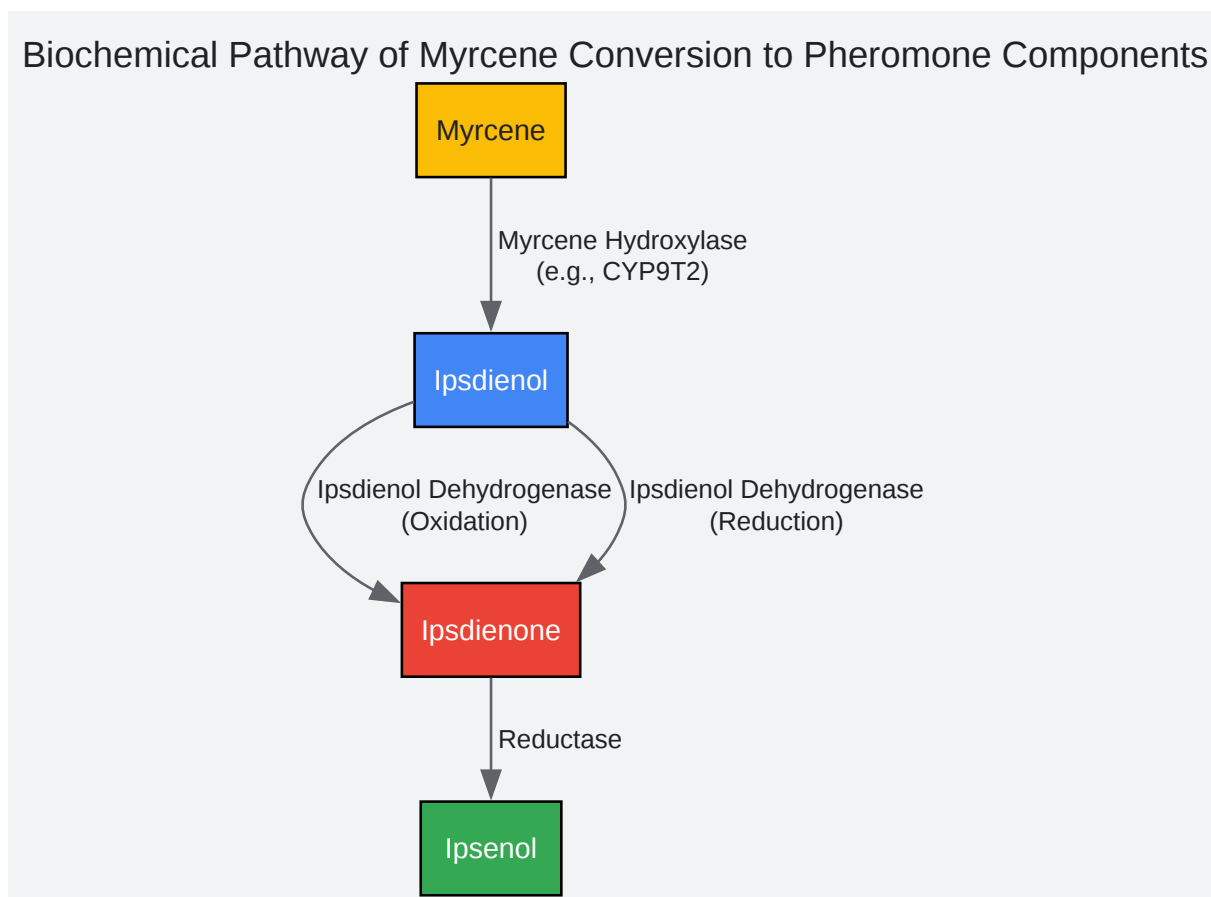 Biochemical Pathway of Myrcene Conversion to Pheromone Components
Myrcene
Myrcene Hydroxylase
(e.g., CYP9T2)
Ipsdienol
Ipsdienol Dehydrogenase
(Oxidation)
Ipsdienol Dehydrogenase
(Reduction)
Ipsdienone
Reductase
Ipsenol